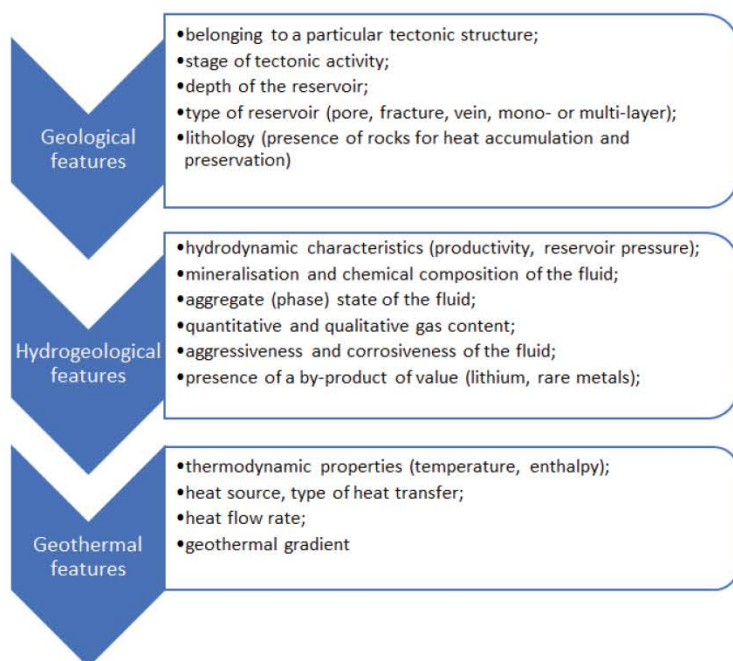 Geological
features
•belonging to a particular tectonic structure;
•stage of tectonic activity;
•depth of the reservoir;
•type of reservoir (pore, fracture, vein, mono- or multi-layer);
•lithology (presence of rocks for heat accumulation and
preservation)
Hydrogeological
features
•hydrodynamic characteristics (productivity, reservoir pressure);
•mineralisation and chemical composition of the fluid;
•aggregate (phase) state of the fluid;
•quantitative and qualitative gas content;
•aggressiveness and corrosiveness of the fluid;
•presence of a by-product of value (lithium, rare metals);
Geothermal
features
•thermodynamic properties (temperature, enthalpy);
•heat source, type of heat transfer;
•heat flow rate;
•geothermal gradient